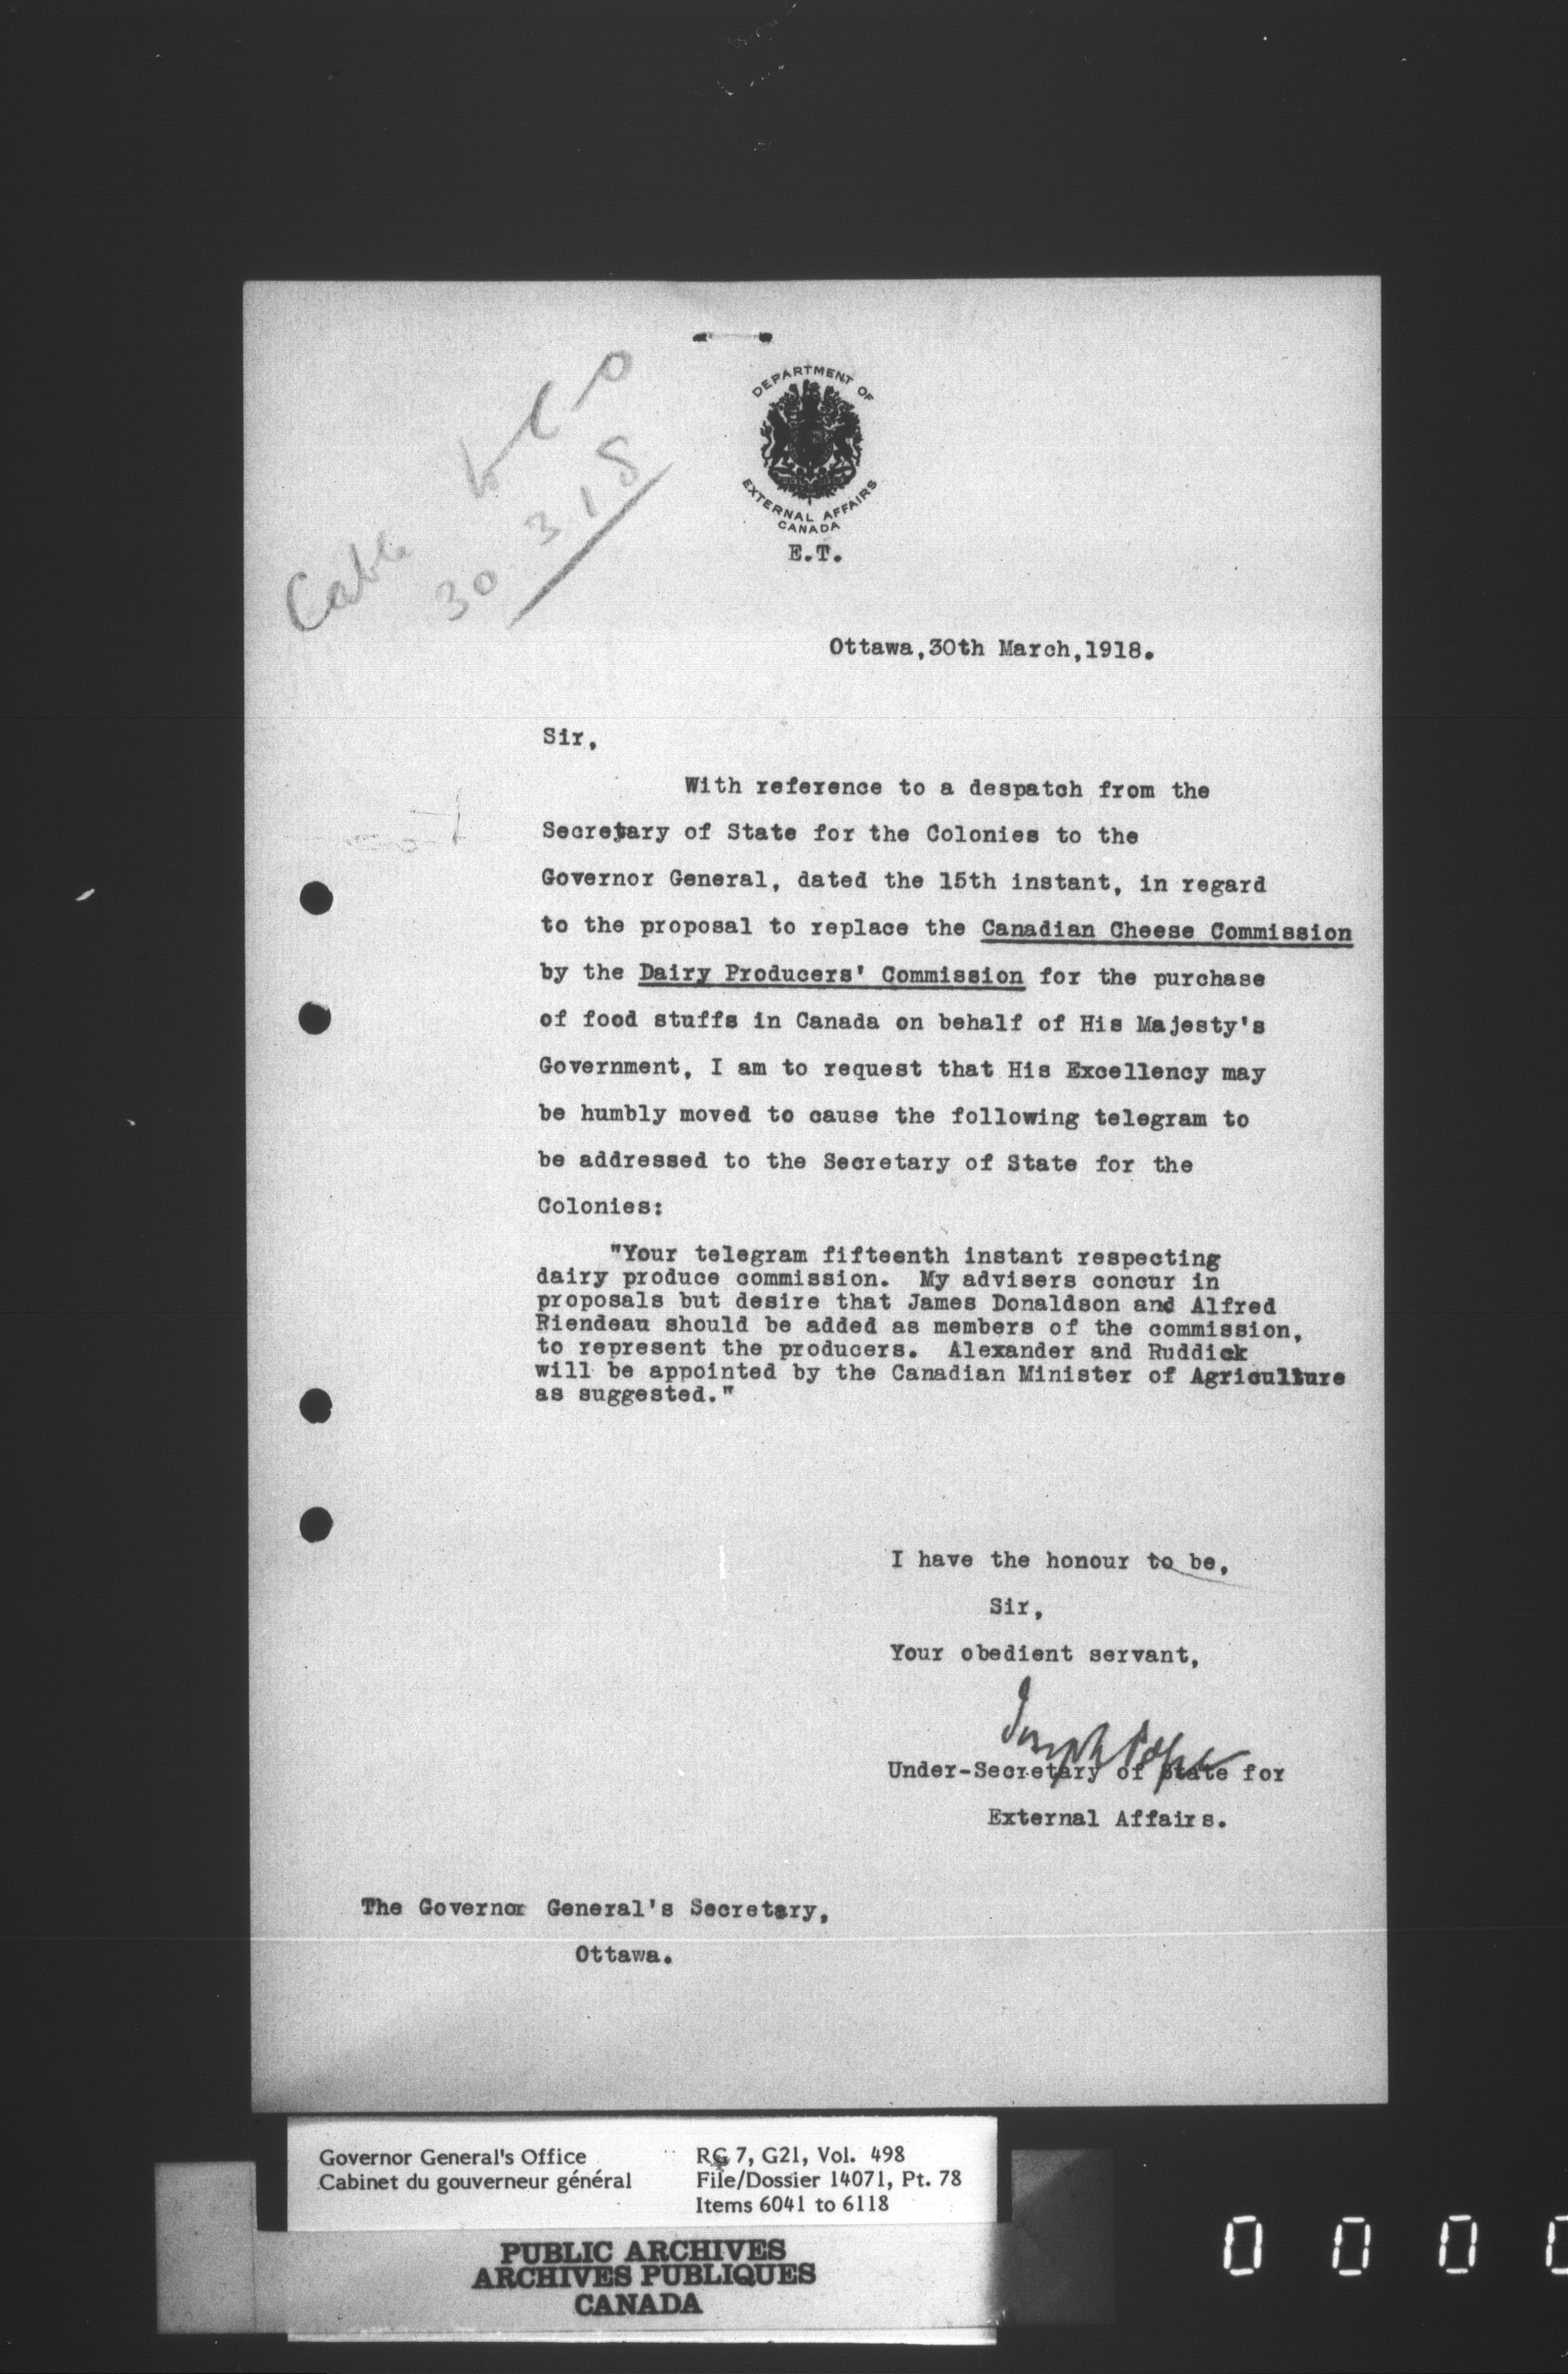 Cable to CO
30 3 18
DEPARTMENT OF
EXTERNAL AFFAIRS
CANADA
E.T.
Ottawa,30th March,1918.
Sir,
With reference to a despatch from the
Secretary of State for the Colonies to the
Governor General, dated the 15th instant, in regard
to the proposal to replace the Canadian Cheese Commission
by the Dairy Producers' Commission for the purchase
of food stuffs in Canada on behalf of His Majesty's
Government, I am to request that His Excellency may
be humbly moved to cause the following telegram to
be addressed to the Secretary of State for the
Colonies:
"Your telegram fifteenth instant respecting
dairy produce commission. My advisers concur in
proposals but desire that James Donaldson and Alfred
Riendeau should be added as members of the commission,
to represent the producers. Alexander and Ruddick
will be appointed by the Canadian Minister of Agriculture
as suggested."
I have the honour to be,
Sir,
Your obedient servant,
Joseph Pope
Under-Secretary of State for
External Affairs.
The Governor General's Secretary,
Ottawa.
Governor General's Office
Cabinet du gouverneur général
RG 7, G21, Vol. 498
File/Dossier 14071, Pt. 78
Items 6041 to 6118
PUBLIC ARCHIVES
ARCHIVES PUBLIQUES
CANADA
0 0 0